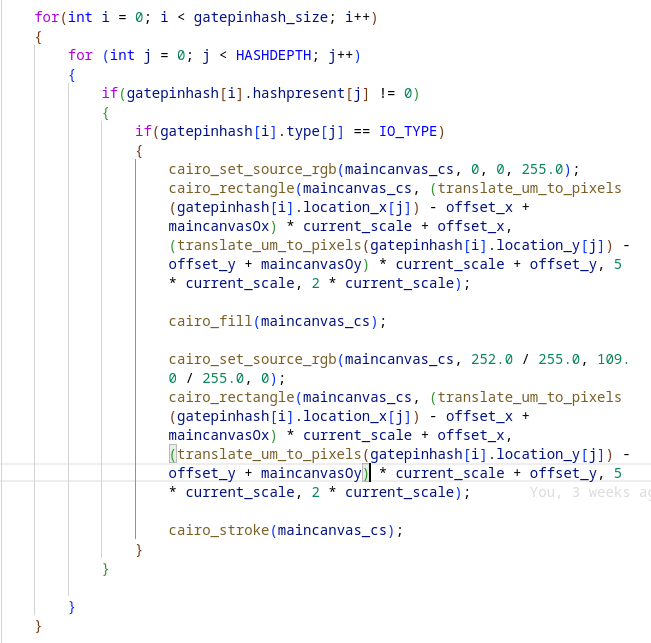 for(int i = 0; i < gatepinhash_size; i++)
{
for (int j = 0; j < HASHDEPTH; j++)
{
if(gatepinhash[i].hashpresent[j] != 0)
{
if(gatepinhash[i].type[j] == IO_TYPE)
{
cairo_set_source_rgb(maincanvas_cs, 0, 0, 255.0);
cairo_rectangle(maincanvas_cs, (translate_um_to_pixels
(gatepinhash[i].location_x[j]) - offset_x +
maincanvasOx) * current_scale + offset_x,
(translate_um_to_pixels(gatepinhash[i].location_y[j]) -
offset_y + maincanvasOy) * current_scale + offset_y, 5
* current_scale, 2 * current_scale);
cairo_fill(maincanvas_cs);
cairo_set_source_rgb(maincanvas_cs, 252.0 / 255.0, 109.
0 / 255.0, 0);
cairo_rectangle(maincanvas_cs, (translate_um_to_pixels
(gatepinhash[i].location_x[j]) - offset_x +
maincanvasOx) * current_scale + offset_x,
(translate_um_to_pixels(gatepinhash[i].location_y[j]) -
offset_y + maincanvasOy) * current_scale + offset_y, 5
* current_scale, 2 * current_scale); You, 3 weeks ag
cairo_stroke(maincanvas_cs);
}
}
}
}